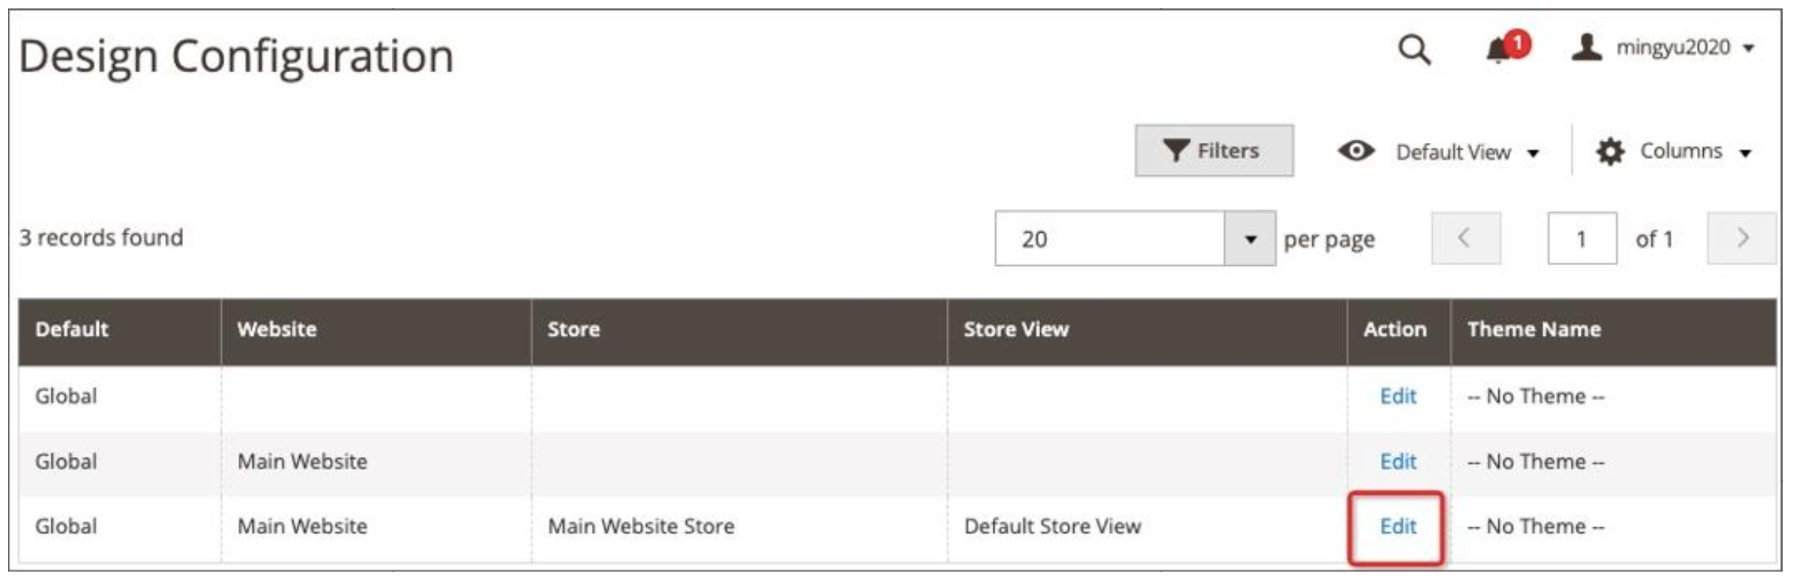 Design Configuration
1 mingyu2020
Filters Default View Columns
3 records found 20 per page 1 of 1
Default Website Store Store View Action Theme Name
Global Edit -- No Theme --
Global Main Website Edit -- No Theme --
Global Main Website Main Website Store Default Store View Edit -- No Theme --